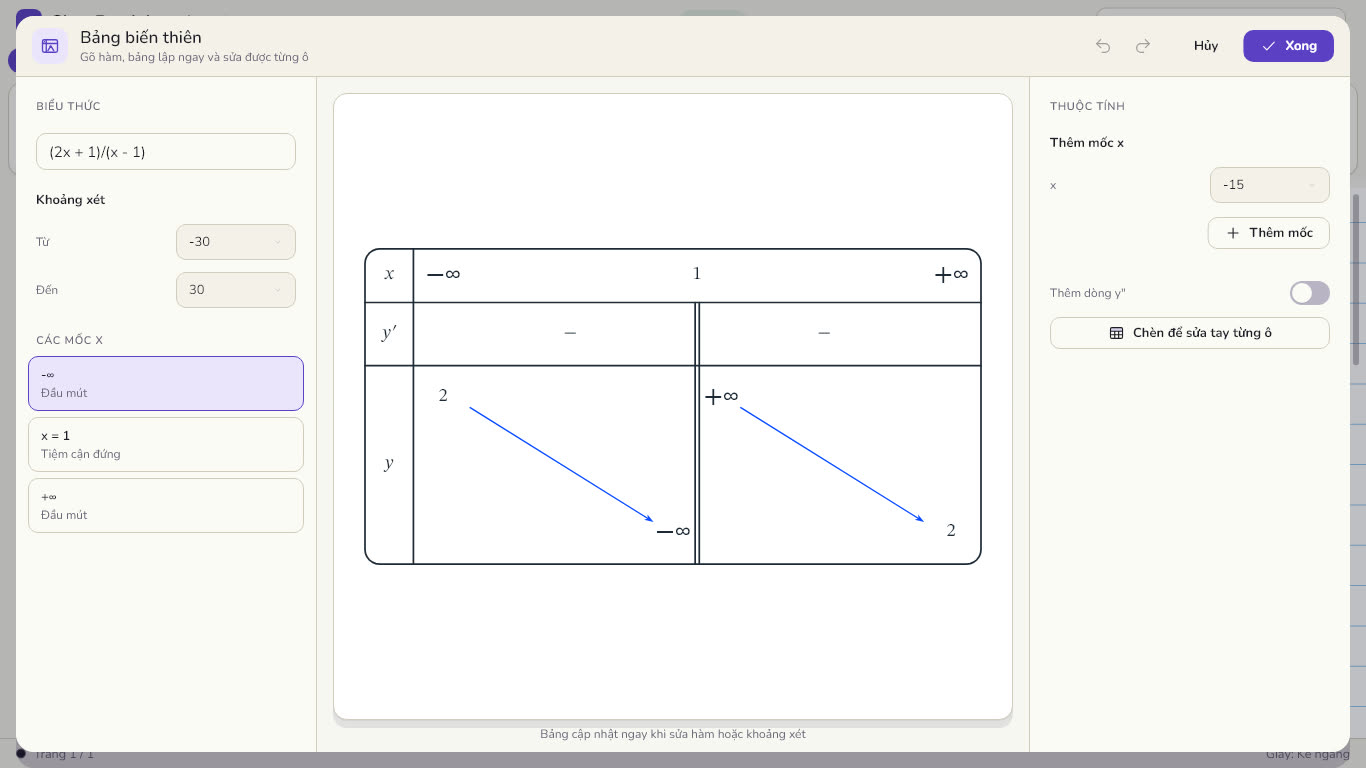 Bảng biến thiên
Gõ hàm, bảng lập ngay và sửa được từng ô
Hủy
Xong
BIỂU THỨC
(2x + 1)/(x - 1)
Khoảng xét
Từ
-30
Đến
30
CÁC MỐC X
-∞
Đầu mút
x = 1
Tiệm cận đứng
+∞
Đầu mút
x −∞ 1 +∞
y′ − −
2 +∞
y
−∞ 2
Bảng cập nhật ngay khi sửa hàm hoặc khoảng xét
THUỘC TÍNH
Thêm mốc x
x
-15
Thêm mốc
Thêm dòng y"
Chèn để sửa tay từng ô
Trang 1 / 1
Giấy: Kẻ ngang